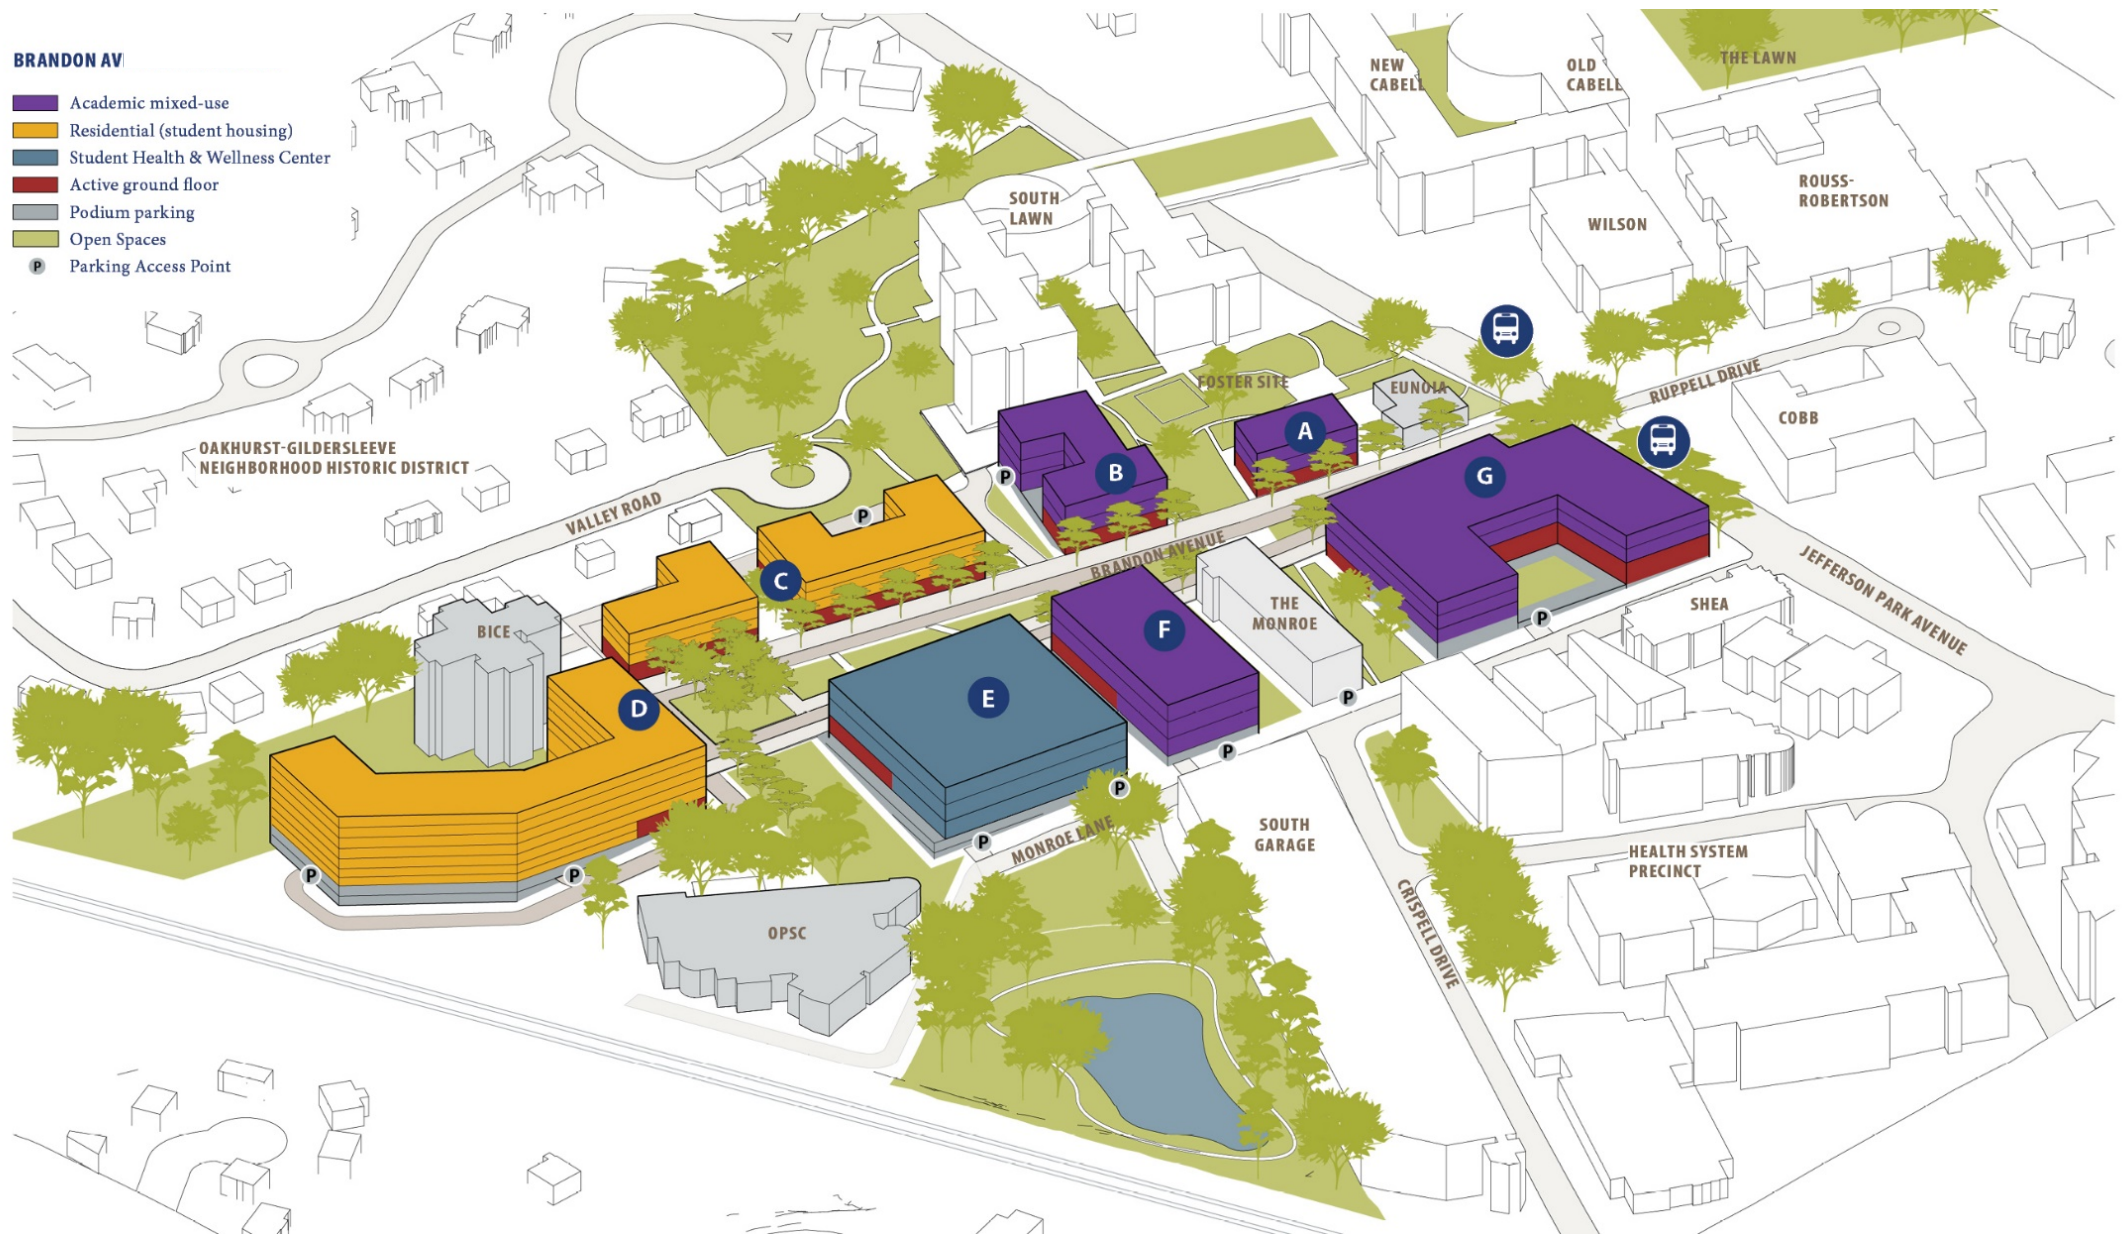 BRANDON AV
Academic mixed-use
Residential (student housing)
Student Health & Wellness Center
Active ground floor
Podium parking
Open Spaces
P Parking Access Point
THE LAWN
NEW
CABELL
OLD
CABELL
SOUTH
LAWN
WILSON
ROUSS-
ROBERTSON
FOSTER SITE
EUNOIA
RUPPELL DRIVE
COBB
OAKHURST-GILDERSLEEVE
NEIGHBORHOOD HISTORIC DISTRICT
VALLEY ROAD
A
B
G
P
P
C
BRANDON AVENUE
JEFFERSON PARK AVENUE
THE
MONROE
SHEA
P
BICE
F
E
D
P
P
P
P
P
P
MONROE LANE
SOUTH
GARAGE
HEALTH SYSTEM
PRECINCT
CRISPELL DRIVE
OPSC